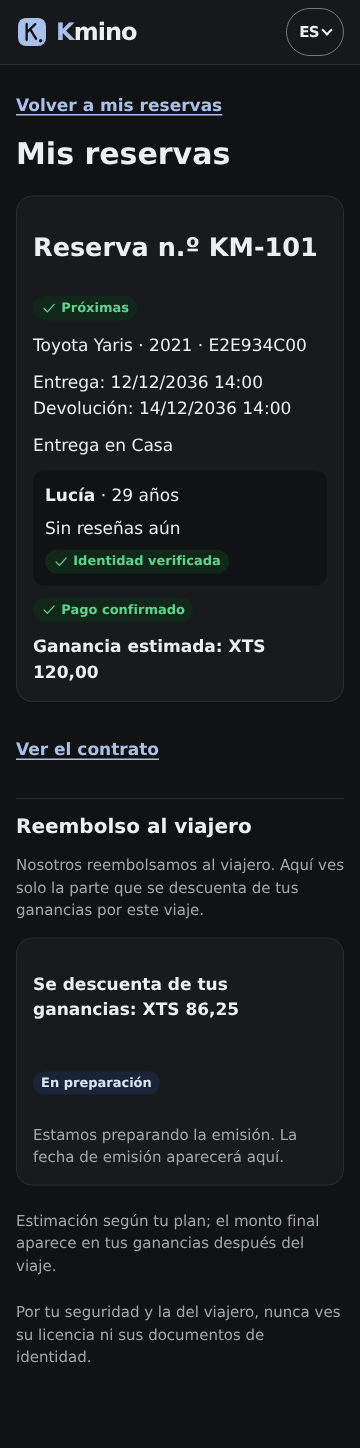 K. Kmino
ES
Volver a mis reservas
Mis reservas
Reserva n.º KM-101
Próximas
Toyota Yaris · 2021 · E2E934C00
Entrega: 12/12/2036 14:00
Devolución: 14/12/2036 14:00
Entrega en Casa
Lucía · 29 años
Sin reseñas aún
Identidad verificada
Pago confirmado
Ganancia estimada: XTS
120,00
Ver el contrato
Reembolso al viajero
Nosotros reembolsamos al viajero. Aquí ves
solo la parte que se descuenta de tus
ganancias por este viaje.
Se descuenta de tus
ganancias: XTS 86,25
En preparación
Estamos preparando la emisión. La
fecha de emisión aparecerá aquí.
Estimación según tu plan; el monto final
aparece en tus ganancias después del
viaje.
Por tu seguridad y la del viajero, nunca ves
su licencia ni sus documentos de
identidad.